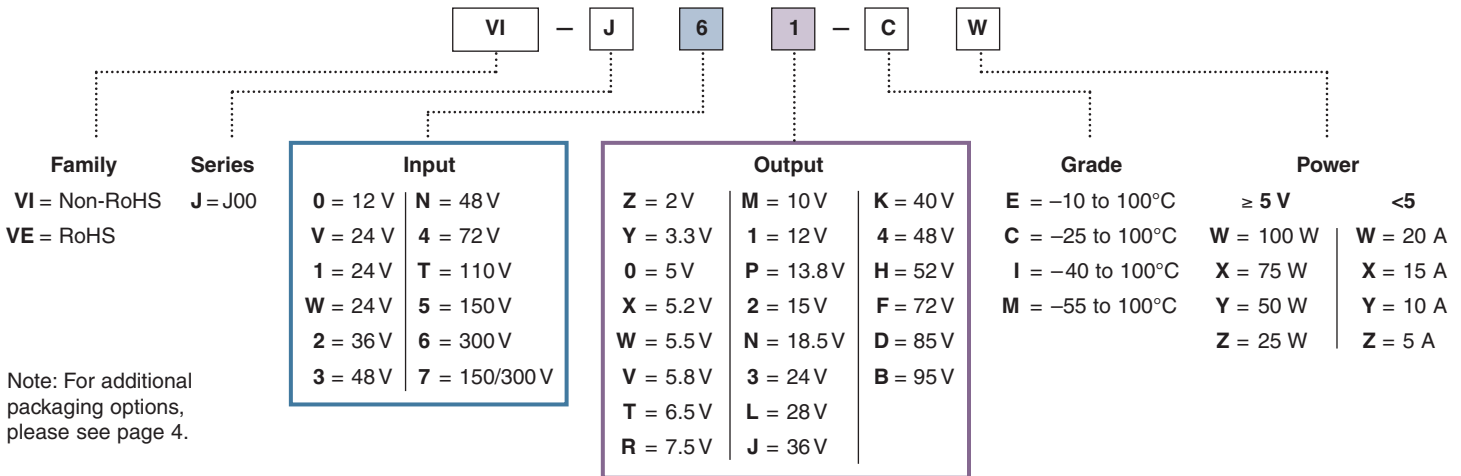 VI – J 6 1 – C W
Family Series Input Output Grade Power
VI = Non-RoHS J = J00 0 = 12 V N = 48 V Z = 2 V M = 10 V K = 40 V E = –10 to 100°C ≥ 5 V <5
VE = RoHS V = 24 V 4 = 72 V Y = 3.3 V 1 = 12 V 4 = 48 V C = –25 to 100°C W = 100 W W = 20 A
1 = 24 V T = 110 V 0 = 5 V P = 13.8 V H = 52 V I = –40 to 100°C X = 75 W X = 15 A
W = 24 V 5 = 150 V X = 5.2 V 2 = 15 V F = 72 V M = –55 to 100°C Y = 50 W Y = 10 A
2 = 36 V 6 = 300 V W = 5.5 V N = 18.5 V D = 85 V Z = 25 W Z = 5 A
3 = 48 V 7 = 150/300 V V = 5.8 V 3 = 24 V B = 95 V
T = 6.5 V L = 28 V
R = 7.5 V J = 36 V
Note: For additional
packaging options,
please see page 4.